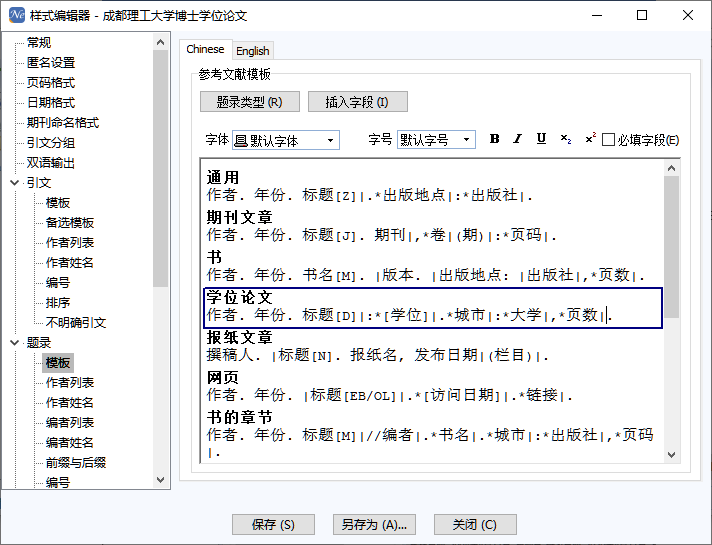 样式编辑器 - 成都理工大学博士学位论文
常规
匿名设置
页码格式
日期格式
期刊命名格式
引文分组
双语输出
引文
模板
备选模板
作者列表
作者姓名
编号
排序
不明确引文
题录
模板
作者列表
作者姓名
编者列表
编者姓名
前缀与后缀
编号
Chinese English
参考文献模板
题录类型 (R) 插入字段 (I)
字体 默认字体 字号 默认字号 B I U x₂ x² 必填字段(E)
通用
作者. 年份. 标题[Z]|.*出版地点|:*出版社|.
期刊文章
作者. 年份. 标题[J]. 期刊|,*卷|(期)|:*页码|.
书
作者. 年份. 书名[M]. |版本. |出版地点: |出版社|,*页数|.
学位论文
作者. 年份. 标题[D]|:*[学位]|.*城市|:*大学|,*页数|.
报纸文章
撰稿人. |标题[N]. 报纸名, 发布日期|(栏目)|.
网页
作者. 年份. |标题[EB/OL]|.*[访问日期]|.*链接|.
书的章节
作者. 年份. 标题[M]|//编者|.*书名|.*城市|:*出版社|,*页码
|.
保存 (S) 另存为 (A)... 关闭 (C)